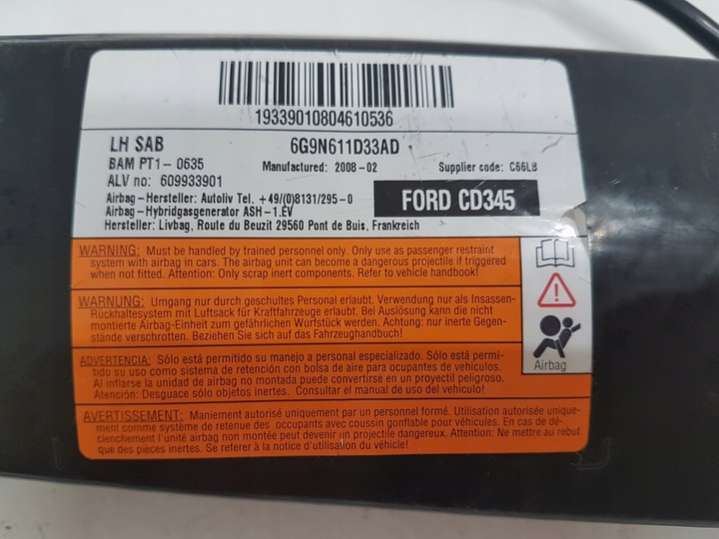 19339010804610536
LH SAB 6G9N611D33AD
BAM PT1- 0635 Manufactured: 2008-02 Supplier code: C66LB
ALV no: 609933901
Airbag-Hersteller: Autoliv Tel. +49/(0)8131/295-0 FORD CD345
Airbag-Hybridgasgenerator ASH-1.EV
Hersteller: Livbag, Route du Beuzit 29560 Pont de Buis, Frankreich
WARNING: Must be handled by trained personnel only. Only use as passenger restraint
system with airbag in cars. The airbag unit can become a dangerous projectile if triggered
when not fitted. Attention: Only scrap inert components. Refer to vehicle handbook!
WARNUNG: Umgang nur durch geschultes Personal erlaubt. Verwendung nur als Insassen-
Rückhaltesystem mit Luftsack für Kraftfahrzeuge erlaubt. Bei Auslösung kann die nicht
montierte Airbag-Einheit zum gefährlichen Wurfstück werden. Achtung: nur inerte Gegen-
stände verschrotten. Beziehen Sie sich auf das Fahrzeughandbuch!
ADVERTENCIA: Sólo está permitido su manejo a personal especializado. Sólo está permi-
tido su uso como sistema de retención con bolsa de aire para ocupantes de vehículos.
Al inflarse la unidad de airbag no montada puede convertirse en un proyectil peligroso.
Atención: Desguace sólo objetos inertes. Consultar el manual de uso del vehículo!
AVERTISSEMENT: Maniement autorisé uniquement par un personnel formé. Utilisation autorisée unique-
ment comme système de retenue des occupants avec coussin gonflable pour véhicules. En cas de dé-
clenchement l'unité airbag non montée peut devenir un projectile dangereux. Attention: Ne mettre au rebut
que des pièces inertes. Se referer à la notice d'utilisation du véhicule!
Airbag